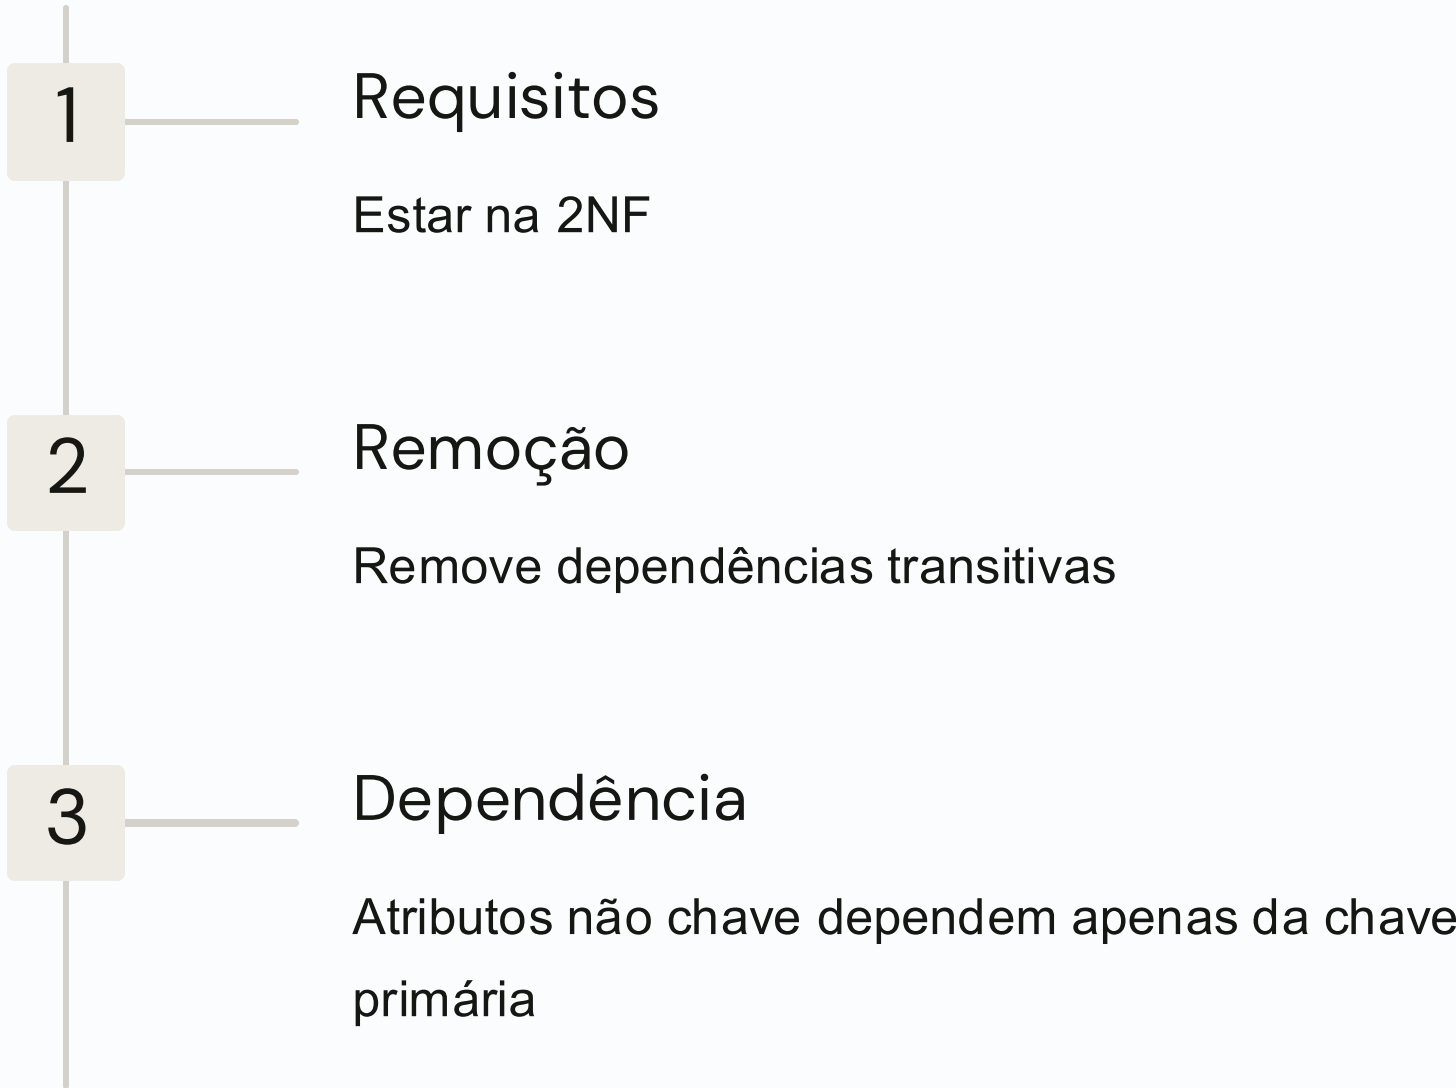 1
Requisitos
Estar na 2NF
2
Remoção
Remove dependências transitivas
3
Dependência
Atributos não chave dependem apenas da chave
primária